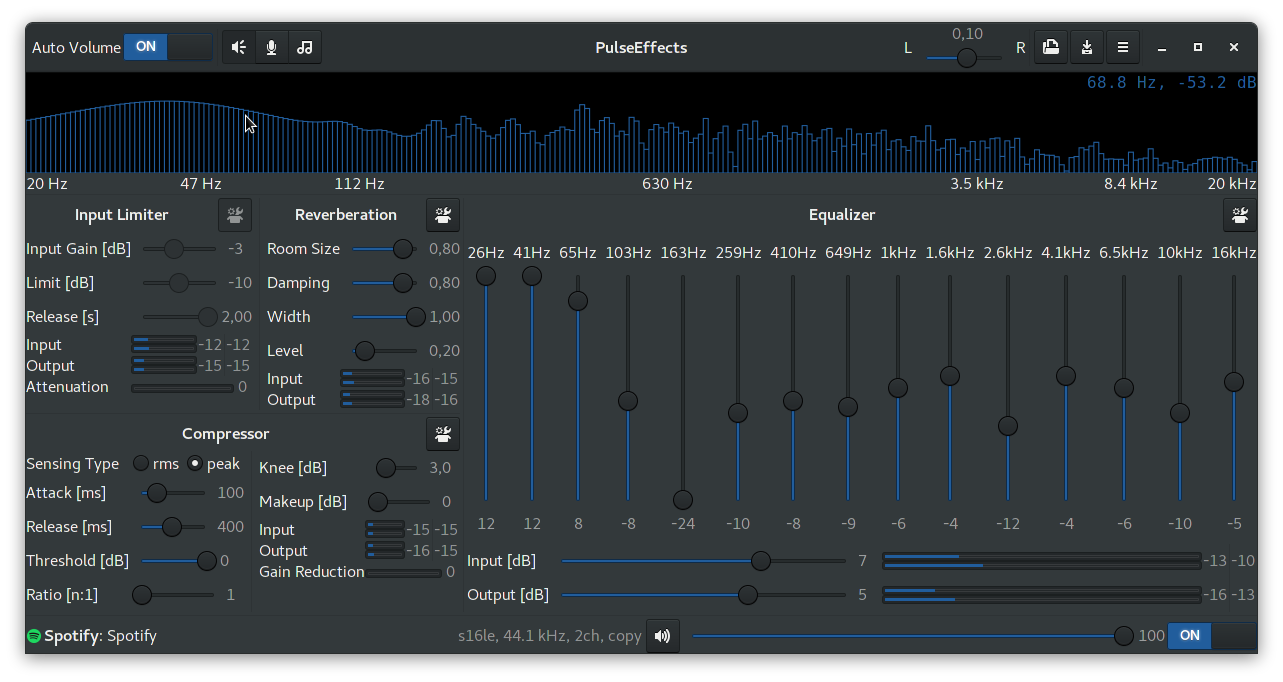 Auto Volume ON PulseEffects L 0,10 R
68.8 Hz, -53.2 dB
20 Hz 47 Hz 112 Hz 630 Hz 3.5 kHz 8.4 kHz 20 kHz
Input Limiter
Input Gain [dB] -3
Limit [dB] -10
Release [s] 2,00
Input -12 -12
Output -15 -15
Attenuation 0
Reverberation
Room Size 0,80
Damping 0,80
Width 1,00
Level 0,20
Input -16 -15
Output -18 -16
Compressor
Sensing Type rms peak
Attack [ms] 100
Release [ms] 400
Threshold [dB] 0
Ratio [n:1] 1
Knee [dB] 3,0
Makeup [dB] 0
Input -15 -15
Output -16 -15
Gain Reduction 0
Equalizer
26Hz 41Hz 65Hz 103Hz 163Hz 259Hz 410Hz 649Hz 1kHz 1.6kHz 2.6kHz 4.1kHz 6.5kHz 10kHz 16kHz
12 12 8 -8 -24 -10 -8 -9 -6 -4 -12 -4 -6 -10 -5
Input [dB] 7 -13 -10
Output [dB] 5 -16 -13
Spotify: Spotify s16le, 44.1 kHz, 2ch, copy 100 ON